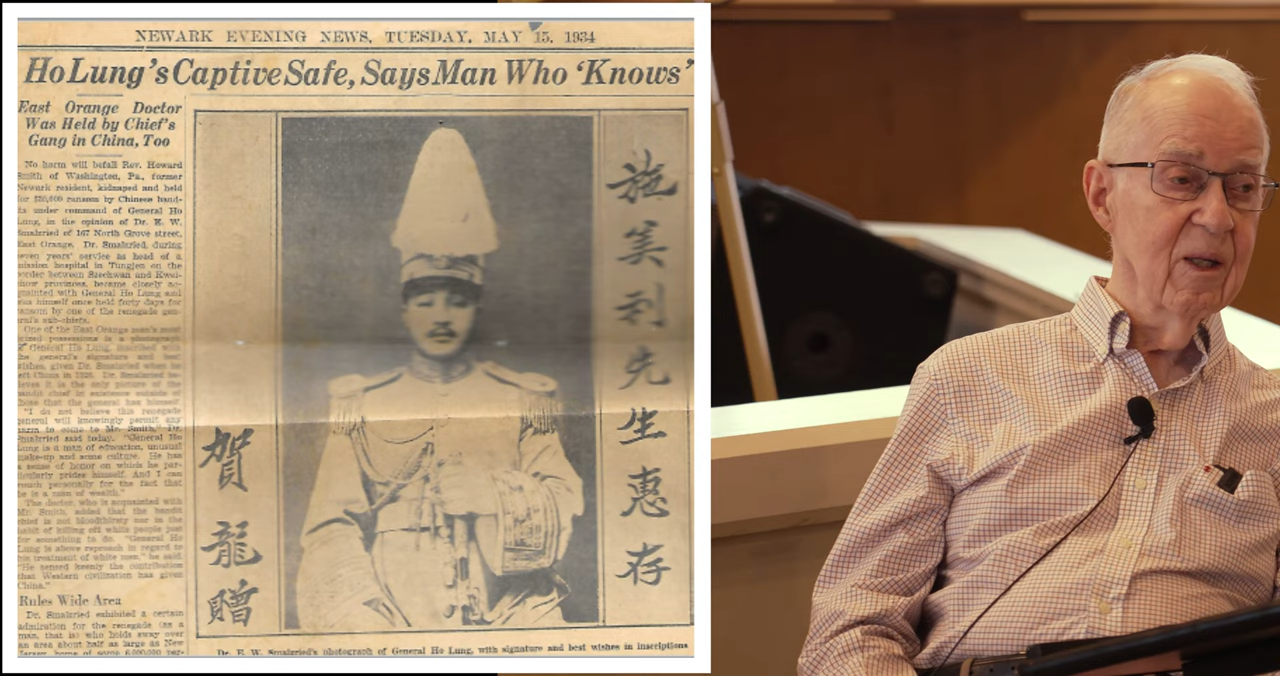 NEWARK EVENING NEWS, TUESDAY, MAY 15, 1934
Ho Lung's Captive Safe, Says Man Who 'Knows'
East Orange Doctor
Was Held by Chief's
Gang in China, Too
No harm will befall Rev. Howard
Smith of Washington, Pa., former
Newark resident, kidnaped and held
for ransom by Chinese
under command of General Ho
Lung, in the opinion of Dr. E. W.
Smalzried of 167 North Grove street,
East Orange. Dr. Smalzried, during
seven years' service as head of a
mission hospital in Tungjen on the
border between Szechwan and
provinces, became closely
with General Ho Lung and
was himself once held forty days for
ransom by one of the renegade
sub-chiefs.
One of the East Orange man's most
possessions is a photograph
of General Ho Lung, inscribed with
the general's signature and best
wishes, given Dr. Smalzried when he
left China in Dr. Smalzried
it is the only picture of the
bandit chief in existence outside of
those that the general has himself.
"I do not believe this renegade
general will knowingly permit any
harm to come to Mr. Smith," Dr.
Smalzried said today. "General Ho
Lung is a man of education, unusual
make-up and some culture. He has
a sense of honor on which he
prides himself. And I can
vouch personally for the fact that
he is a man of wealth."
The doctor, who is acquainted with
Mr. Smith, added that the bandit
chief is not bloodthirsty nor in the
habit of killing off white people just
for something to do. "General Ho
Lung is above reproach in regard to
his treatment of white men," he said.
"He sensed keenly the contribution
that Western civilization has given
China."
Rules Wide Area
Dr. Smalzried exhibited a certain
admiration for the renegade (as a
man, that is) who holds sway over
an area about half as large as New
Jersey, home of some 6,000,000 per-
施美利先生惠存
賀龍贈
Dr. E. W. Smalzried's photograph of General Ho Lung, with signature and best wishes in inscriptions